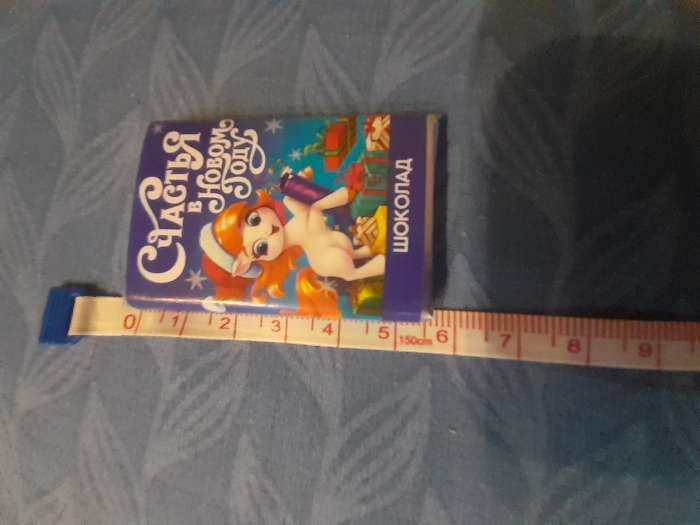 Счастья
в
Новом
Году
ШОКОЛАД
0 1 2 3 4 5 150cm 6 7 8 9